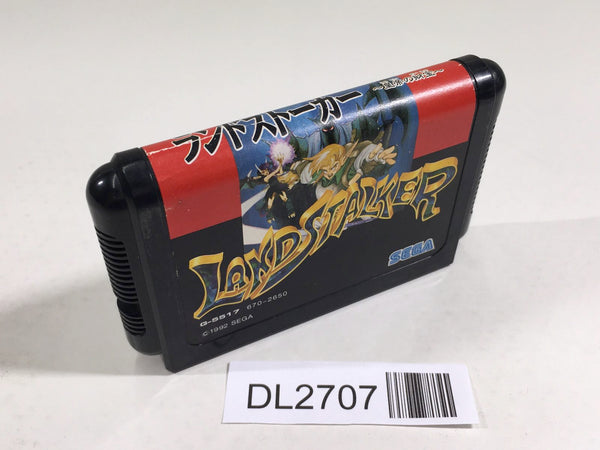 ランドストーカー
~皇帝の財宝~
LANDSTALKER
SEGA
G-5517 670-2650
©1992 SEGA
DL2707